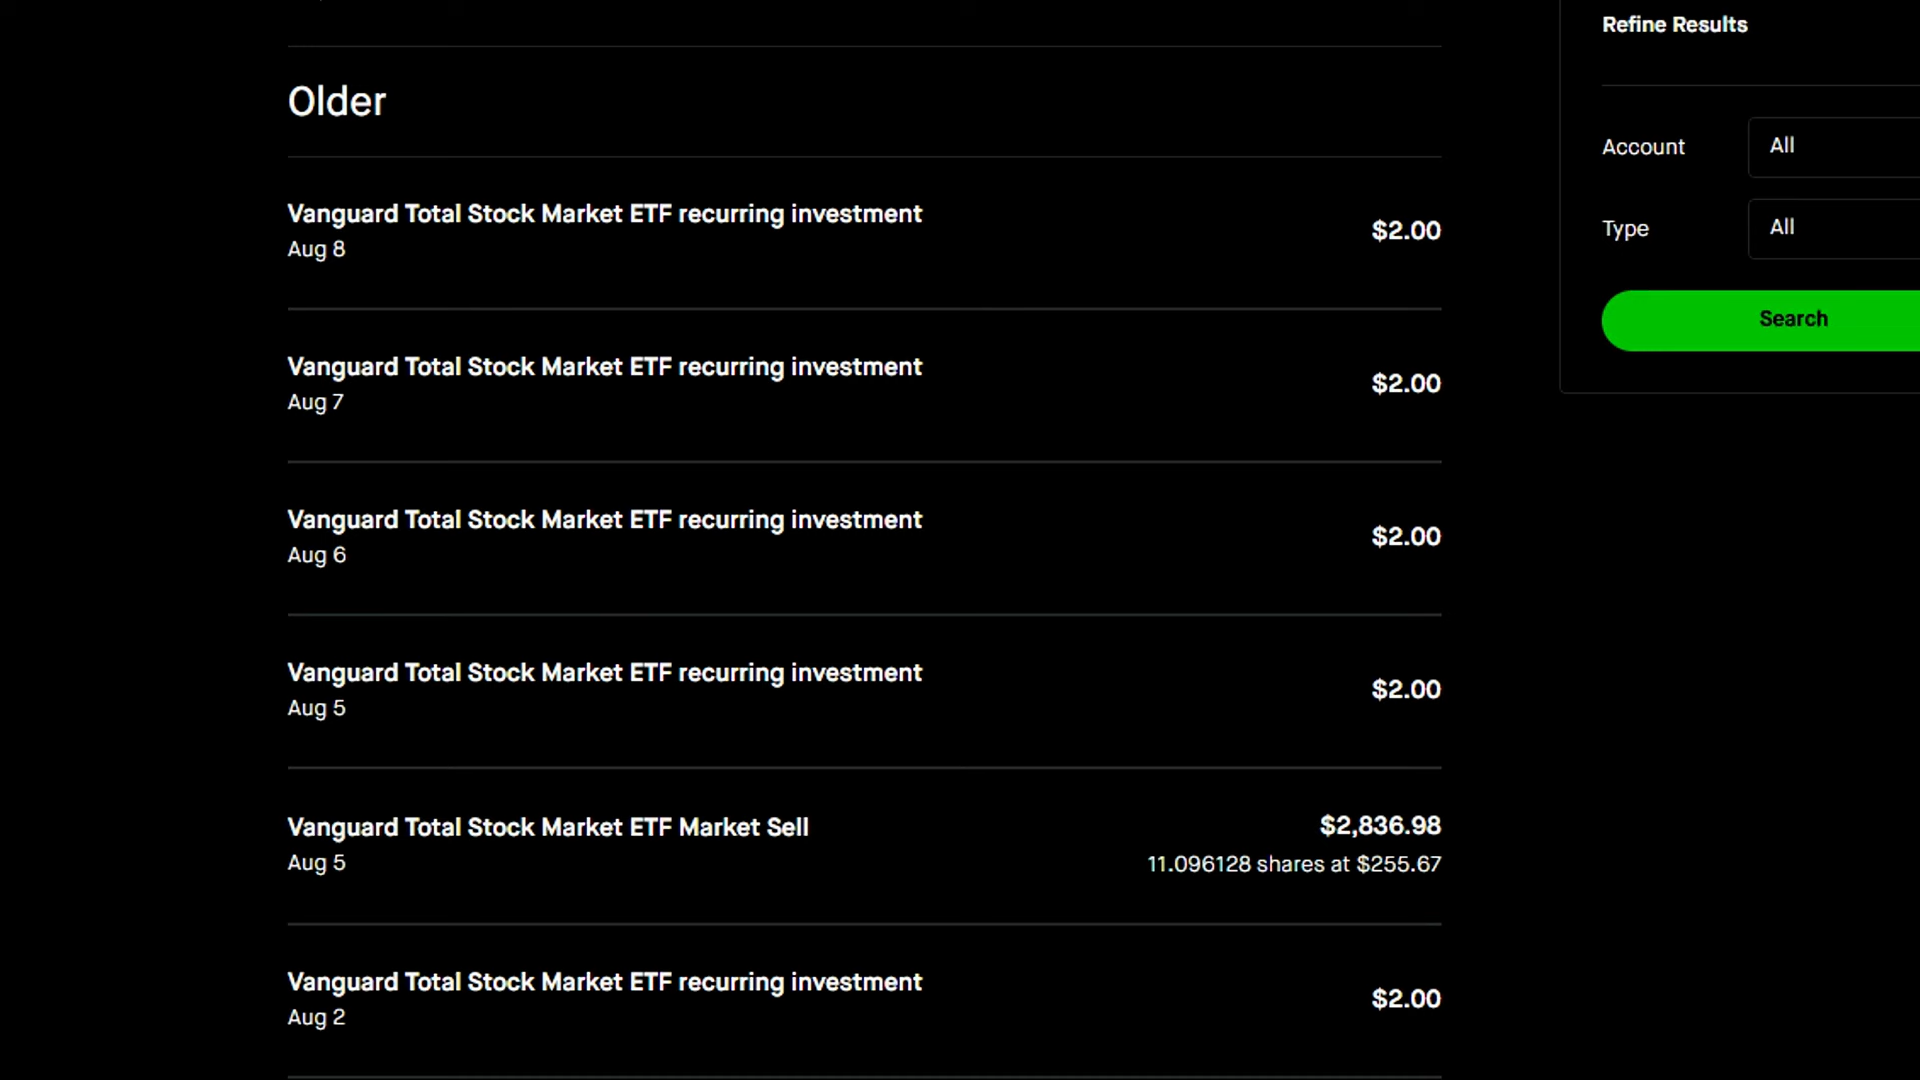 Older
Vanguard Total Stock Market ETF recurring investment
Aug 8
$2.00
Vanguard Total Stock Market ETF recurring investment
Aug 7
$2.00
Vanguard Total Stock Market ETF recurring investment
Aug 6
$2.00
Vanguard Total Stock Market ETF recurring investment
Aug 5
$2.00
Vanguard Total Stock Market ETF Market Sell
Aug 5
$2,836.98
11.096128 shares at $255.67
Vanguard Total Stock Market ETF recurring investment
Aug 2
$2.00
Refine Results
Account
All
Type
All
Search